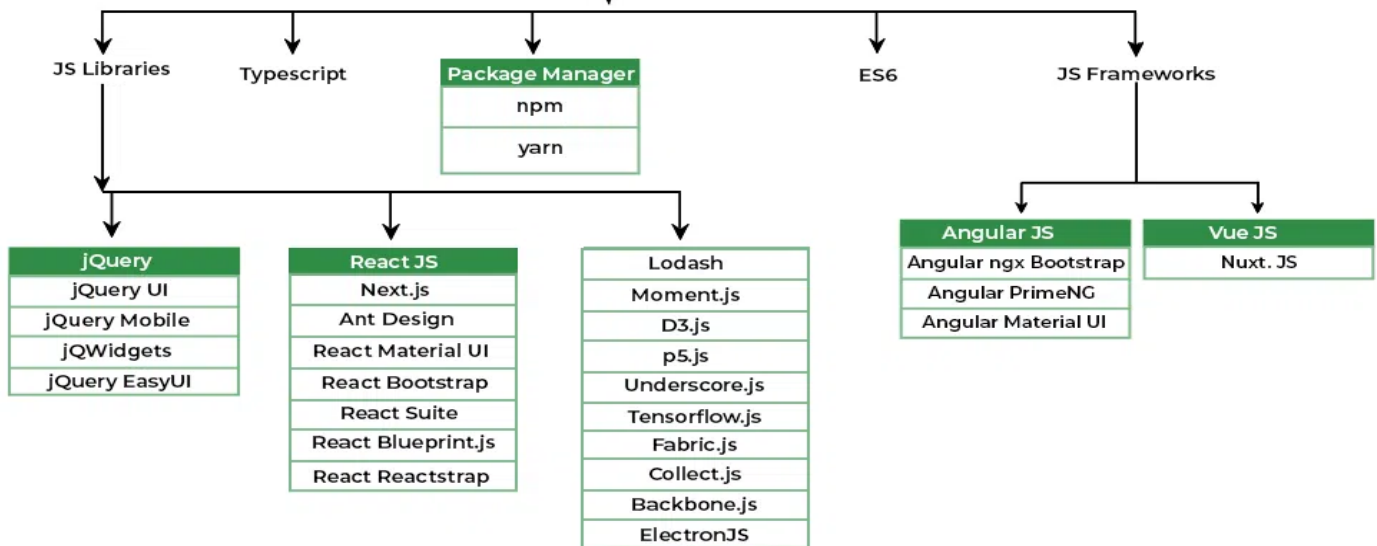 JS Libraries
Typescript
Package Manager
npm
yarn
ES6
JS Frameworks
jQuery
jQuery UI
jQuery Mobile
jQWidgets
jQuery EasyUI
React JS
Next.js
Ant Design
React Material UI
React Bootstrap
React Suite
React Blueprint.js
React Reactstrap
Lodash
Moment.js
D3.js
p5.js
Underscore.js
Tensorflow.js
Fabric.js
Collect.js
Backbone.js
ElectronJS
Angular JS
Angular ngx Bootstrap
Angular PrimeNG
Angular Material UI
Vue JS
Nuxt. JS